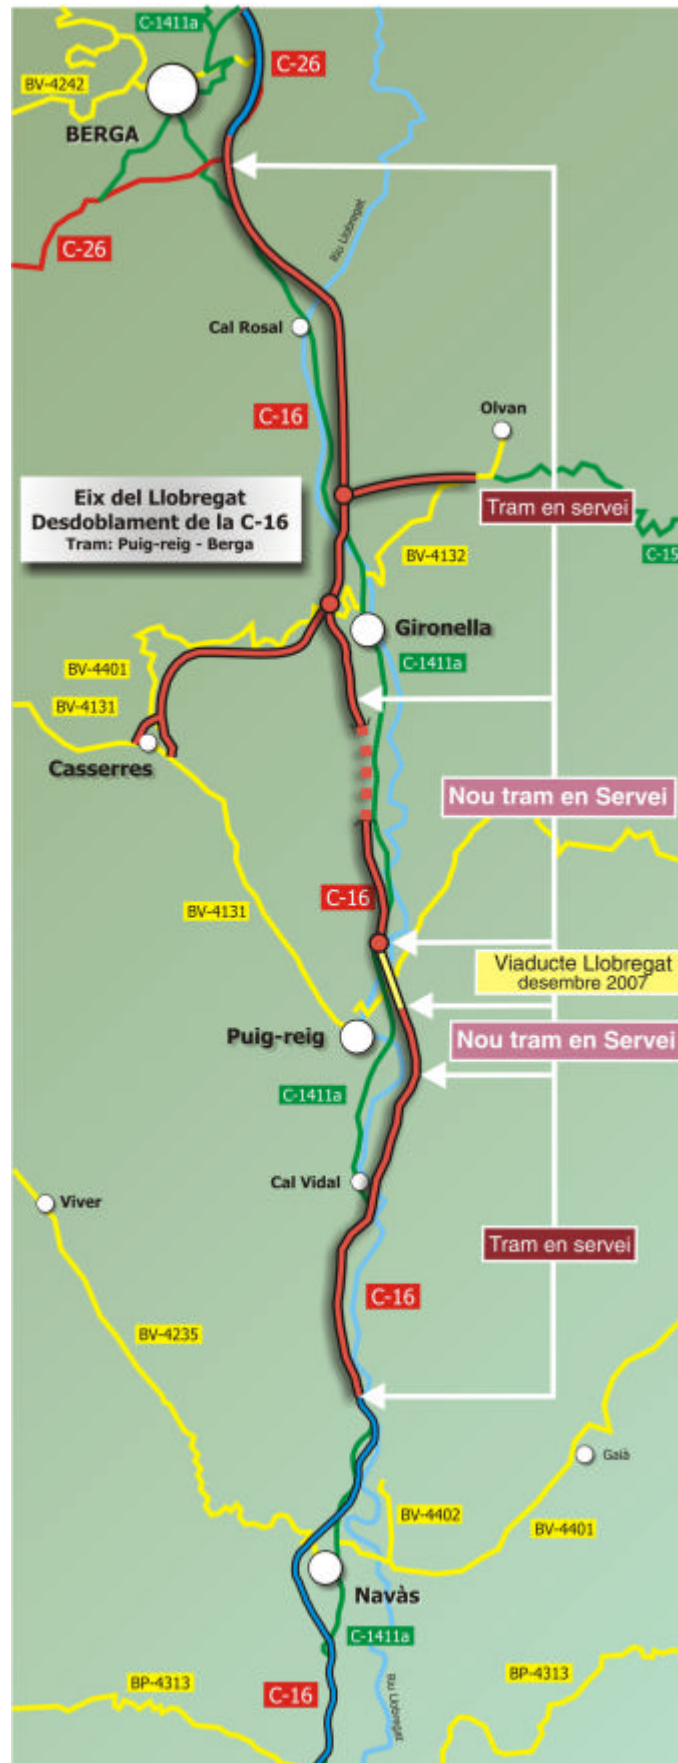 C-1411a
C-26
BV-4242
BERGA
C-26
Riu Llobregat
Cal Rosal
C-16
Olvan
Eix del Llobregat
Desdoblament de la C-16
Tram: Puig-reig - Berga
Tram en servei
BV-4132
C-15
Gironella
C-1411a
BV-4401
BV-4131
Casserres
Nou tram en Servei
C-16
BV-4131
Viaducte Llobregat
desembre 2007
Puig-reig
Nou tram en Servei
C-1411a
Cal Vidal
Viver
Tram en servei
C-16
BV-4235
Gaià
BV-4402
BV-4401
Navàs
C-1411a
BP-4313
BP-4313
C-16
Riu Llobregat